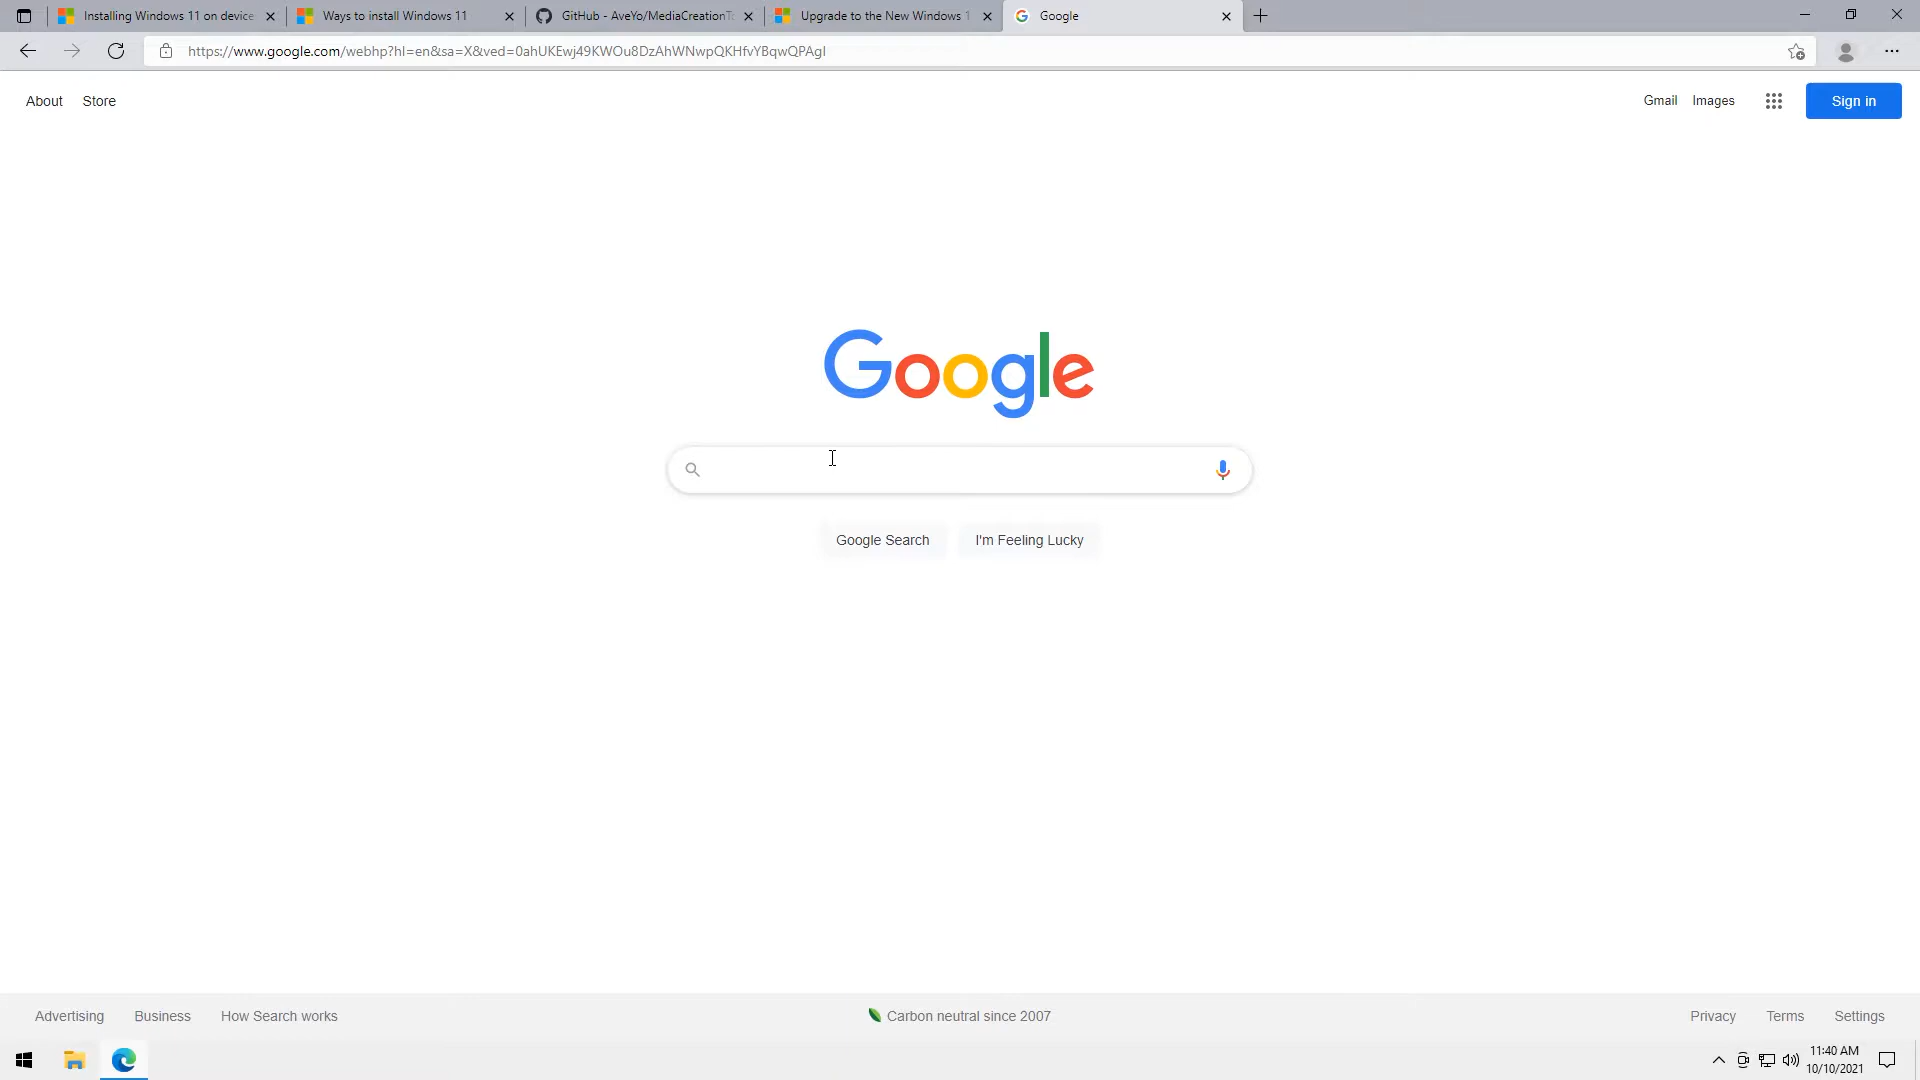 Installing Windows 11 on device
Ways to install Windows 11
GitHub - AveYo/MediaCreationT
Upgrade to the New Windows 1
Google
https://www.google.com/webhp?hl=en&sa=X&ved=0ahUKEwj49KWOu8DzAhWNwpQKHfvYBqwQPAgI
About Store
Gmail Images
Sign in
Google
Google Search
I'm Feeling Lucky
Advertising Business How Search works
Carbon neutral since 2007
Privacy Terms Settings
11:40 AM
10/10/2021